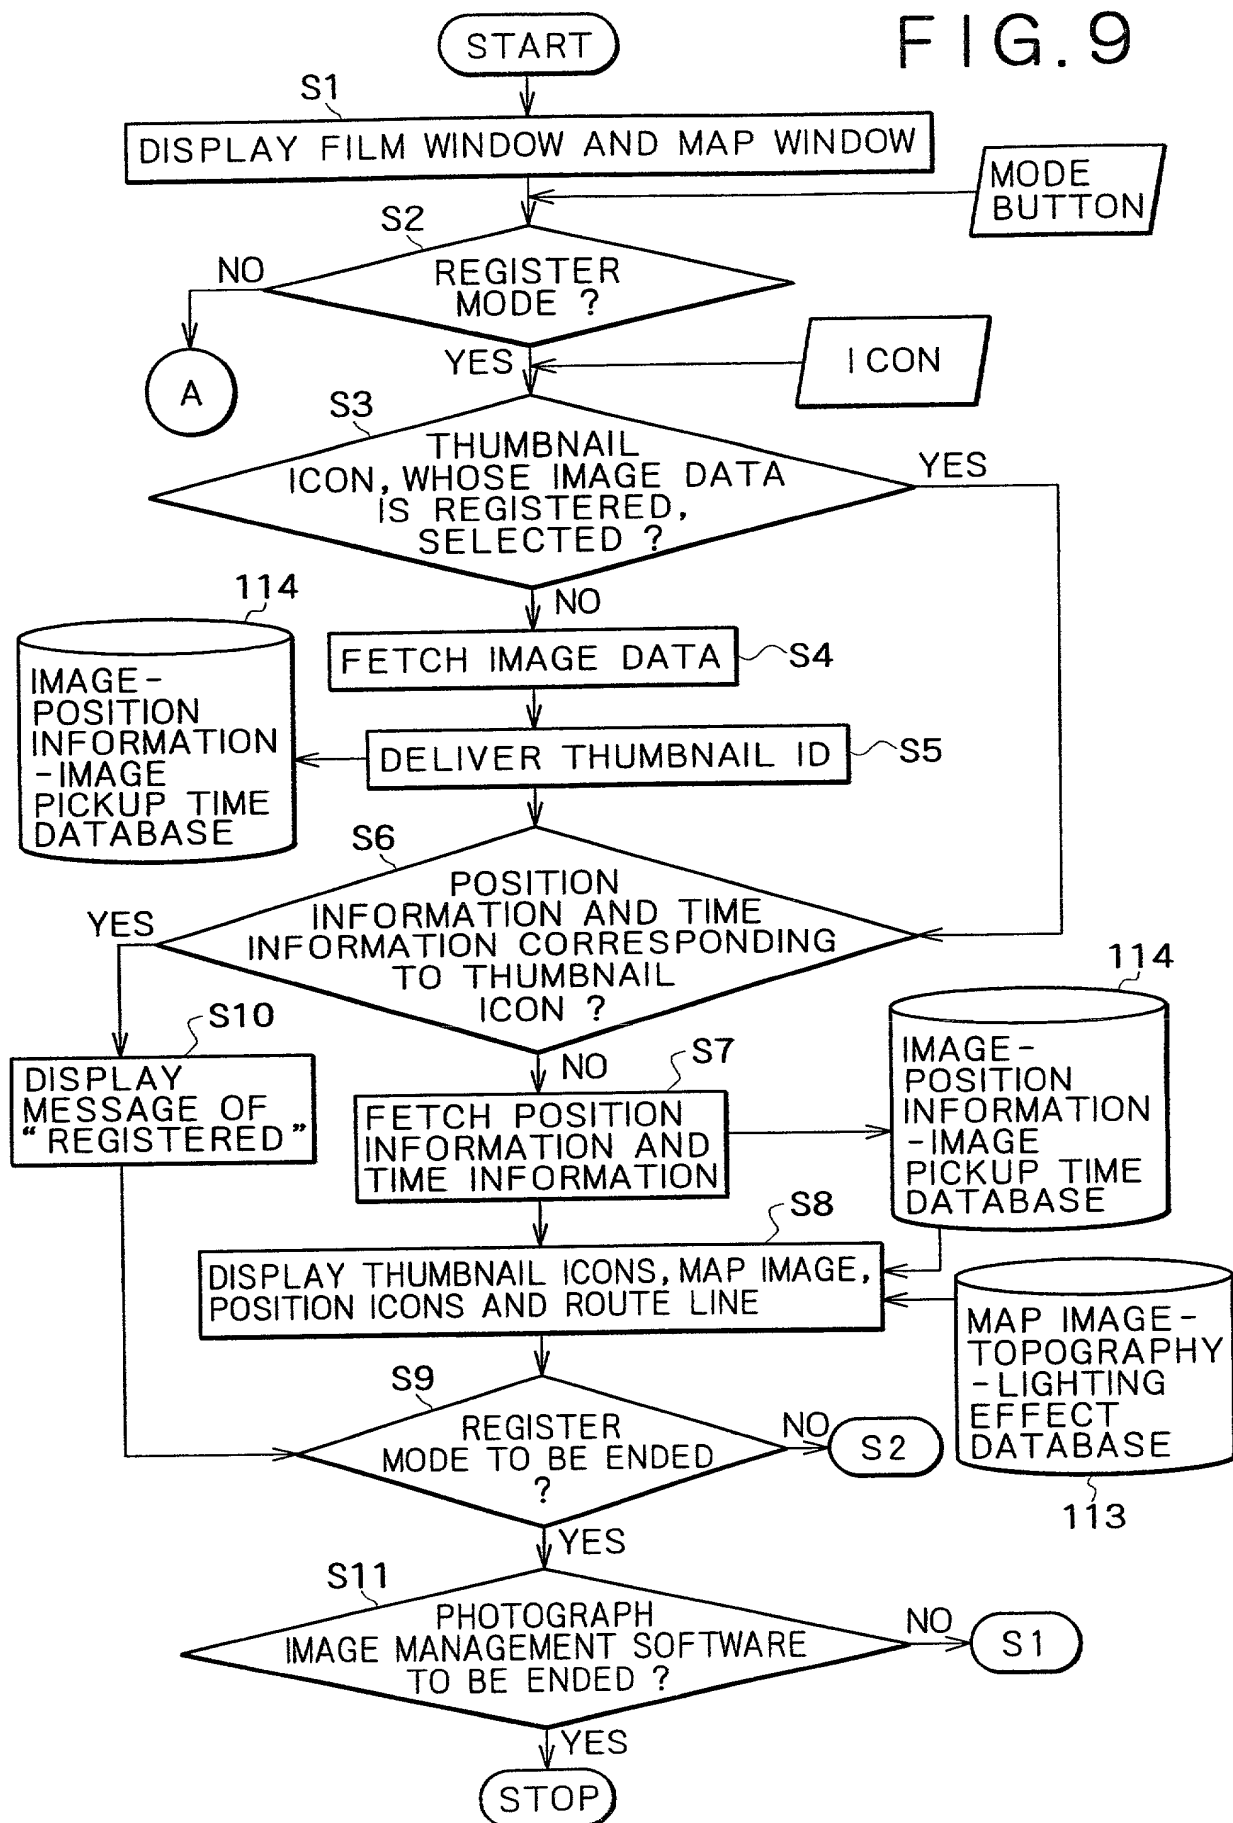 FIG. 9
START
S1
DISPLAY FILM WINDOW AND MAP WINDOW
MODE
BUTTON
S2
REGISTER
MODE ?
NO
A
YES
ICON
S3
THUMBNAIL
ICON, WHOSE IMAGE DATA
IS REGISTERED,
SELECTED ?
YES
NO
114
IMAGE-
POSITION
INFORMATION
-IMAGE
PICKUP TIME
DATABASE
FETCH IMAGE DATA
S4
DELIVER THUMBNAIL ID
S5
S6
POSITION
INFORMATION AND TIME
INFORMATION CORRESPONDING
TO THUMBNAIL
ICON ?
YES
NO
S10
DISPLAY
MESSAGE OF
"REGISTERED"
S7
FETCH POSITION
INFORMATION AND
TIME INFORMATION
114
IMAGE-
POSITION
INFORMATION
-IMAGE
PICKUP TIME
DATABASE
S8
DISPLAY THUMBNAIL ICONS, MAP IMAGE,
POSITION ICONS AND ROUTE LINE
MAP IMAGE-
TOPOGRAPHY
-LIGHTING
EFFECT
DATABASE
113
S9
REGISTER
MODE TO BE ENDED
?
NO
S2
YES
S11
PHOTOGRAPH
IMAGE MANAGEMENT SOFTWARE
TO BE ENDED ?
NO
S1
YES
STOP